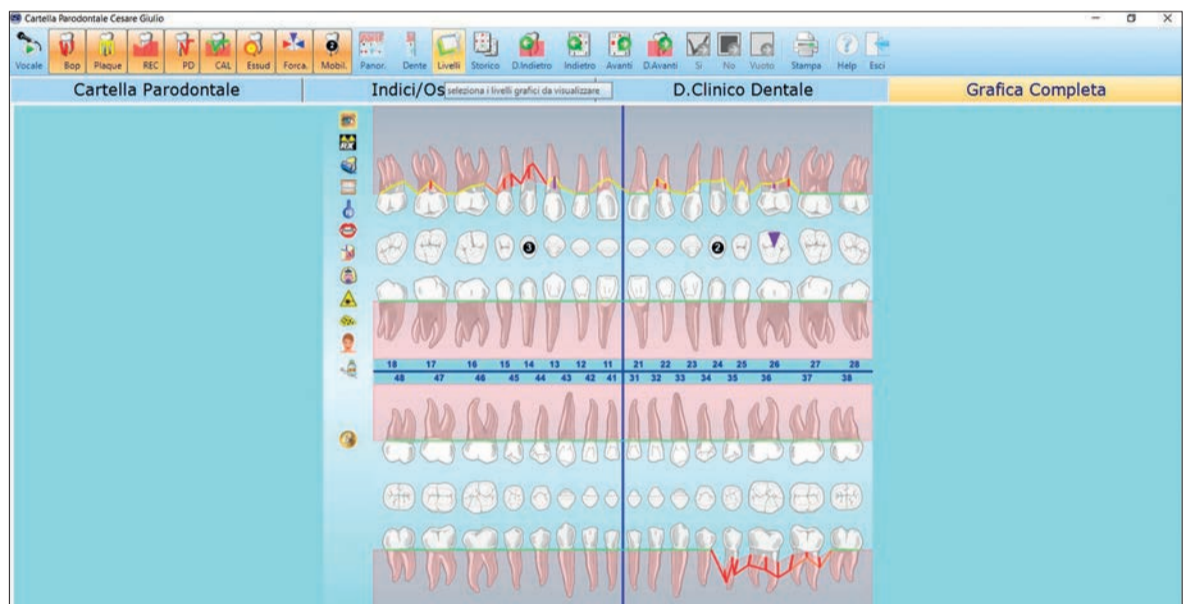 Cartella Parodontale Cesare Giulio
Vocale Bop Plaque REC PD CAL Essud Forca. Mobil. Panor. Dente Livelli Storico D.Indietro Indietro Avanti D.Avanti Si No Vuoto Stampa Help Esci
Cartella Parodontale Indici/Os D.Clinico Dentale Grafica Completa
seleziona i livelli grafici da visualizzare
RX
3 2
18 17 16 15 14 13 12 11 21 22 23 24 25 26 27 28
48 47 46 45 44 43 42 41 31 32 33 34 35 36 37 38